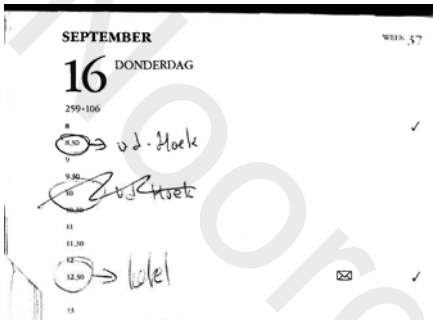 SEPTEMBER
WEEK 37
16 DONDERDAG
259-106
8
8.30 → v.d. Hoek ✓
9
9.30
10 v.d. Hoek
10.30
11
11.30
12
12.30 → ✉ ✓
13